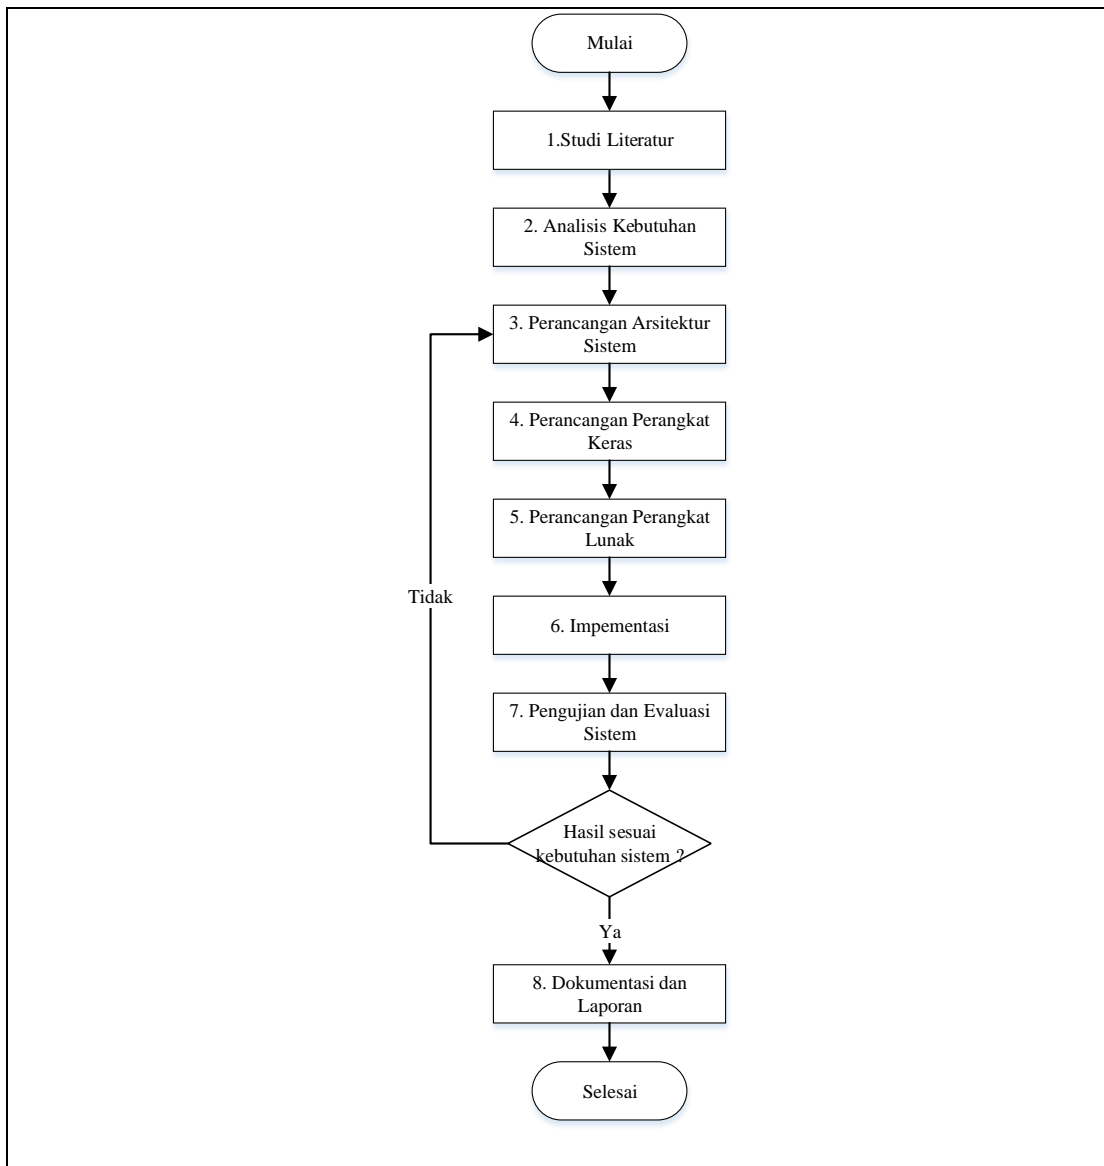 Mulai
1.Studi Literatur
2. Analisis Kebutuhan
Sistem
3. Perancangan Arsitektur
Sistem
4. Perancangan Perangkat
Keras
5. Perancangan Perangkat
Lunak
Tidak
6. Impementasi
7. Pengujian dan Evaluasi
Sistem
Hasil sesuai
kebutuhan sistem ?
Ya
8. Dokumentasi dan
Laporan
Selesai